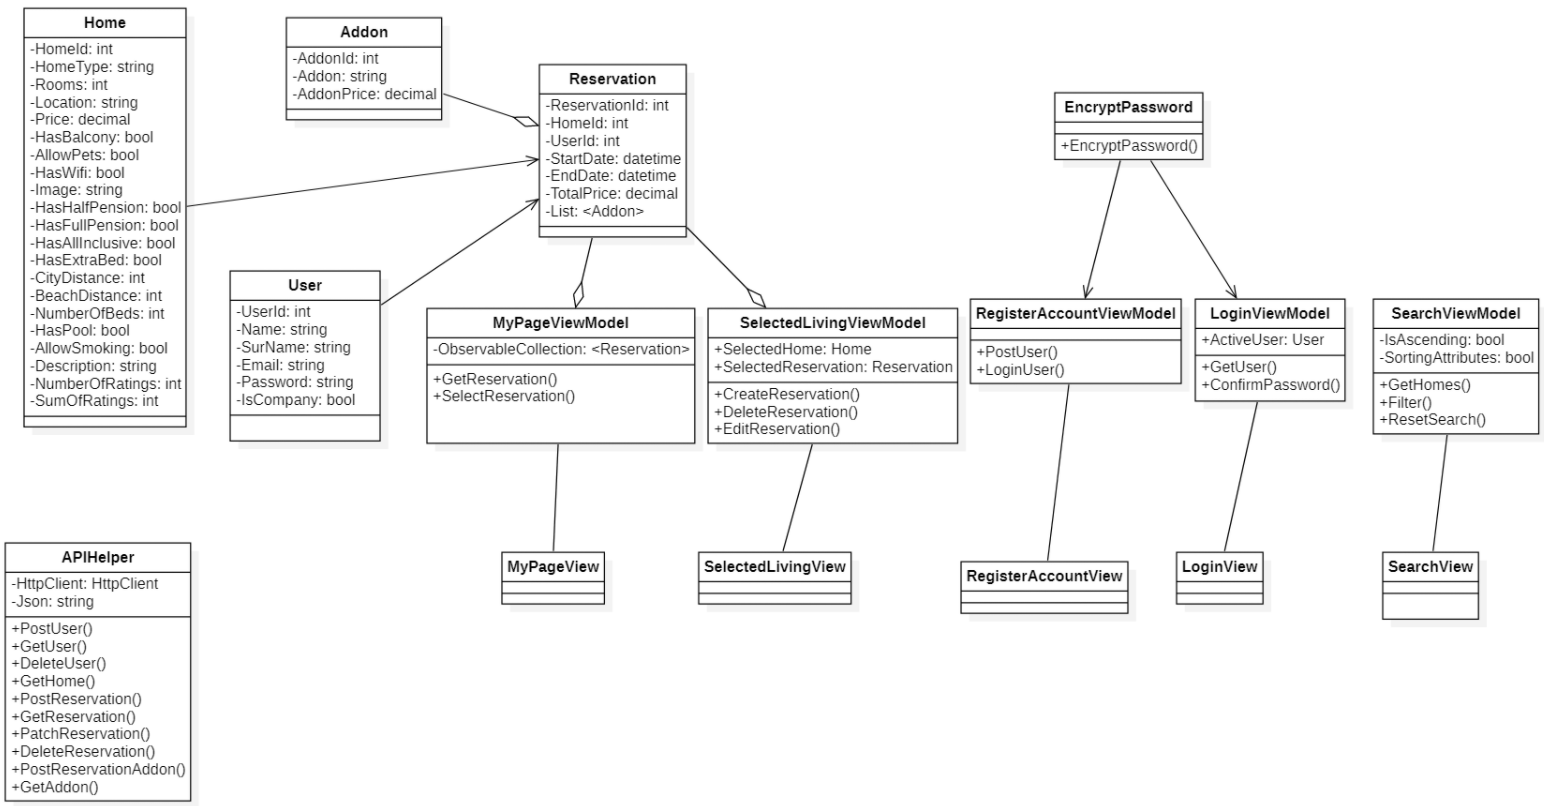 Home
-HomeId: int
-HomeType: string
-Rooms: int
-Location: string
-Price: decimal
-HasBalcony: bool
-AllowPets: bool
-HasWifi: bool
-Image: string
-HasHalfPension: bool
-HasFullPension: bool
-HasAllInclusive: bool
-HasExtraBed: bool
-CityDistance: int
-BeachDistance: int
-NumberOfBeds: int
-HasPool: bool
-AllowSmoking: bool
-Description: string
-NumberOfRatings: int
-SumOfRatings: int
Addon
-AddonId: int
-Addon: string
-AddonPrice: decimal
Reservation
-ReservationId: int
-HomeId: int
-UserId: int
-StartDate: datetime
-EndDate: datetime
-TotalPrice: decimal
-List: <Addon>
EncryptPassword
+EncryptPassword()
User
-UserId: int
-Name: string
-SurName: string
-Email: string
-Password: string
-IsCompany: bool
MyPageViewModel
-ObservableCollection: <Reservation>
+GetReservation()
+SelectReservation()
SelectedLivingViewModel
+SelectedHome: Home
+SelectedReservation: Reservation
+CreateReservation()
+DeleteReservation()
+EditReservation()
RegisterAccountViewModel
+PostUser()
+LoginUser()
LoginViewModel
+ActiveUser: User
+GetUser()
+ConfirmPassword()
SearchViewModel
-IsAscending: bool
-SortingAttributes: bool
+GetHomes()
+Filter()
+ResetSearch()
APIHelper
-HttpClient: HttpClient
-Json: string
+PostUser()
+GetUser()
+DeleteUser()
+GetHome()
+PostReservation()
+GetReservation()
+PatchReservation()
+DeleteReservation()
+PostReservationAddon()
+GetAddon()
MyPageView
SelectedLivingView
RegisterAccountView
LoginView
SearchView